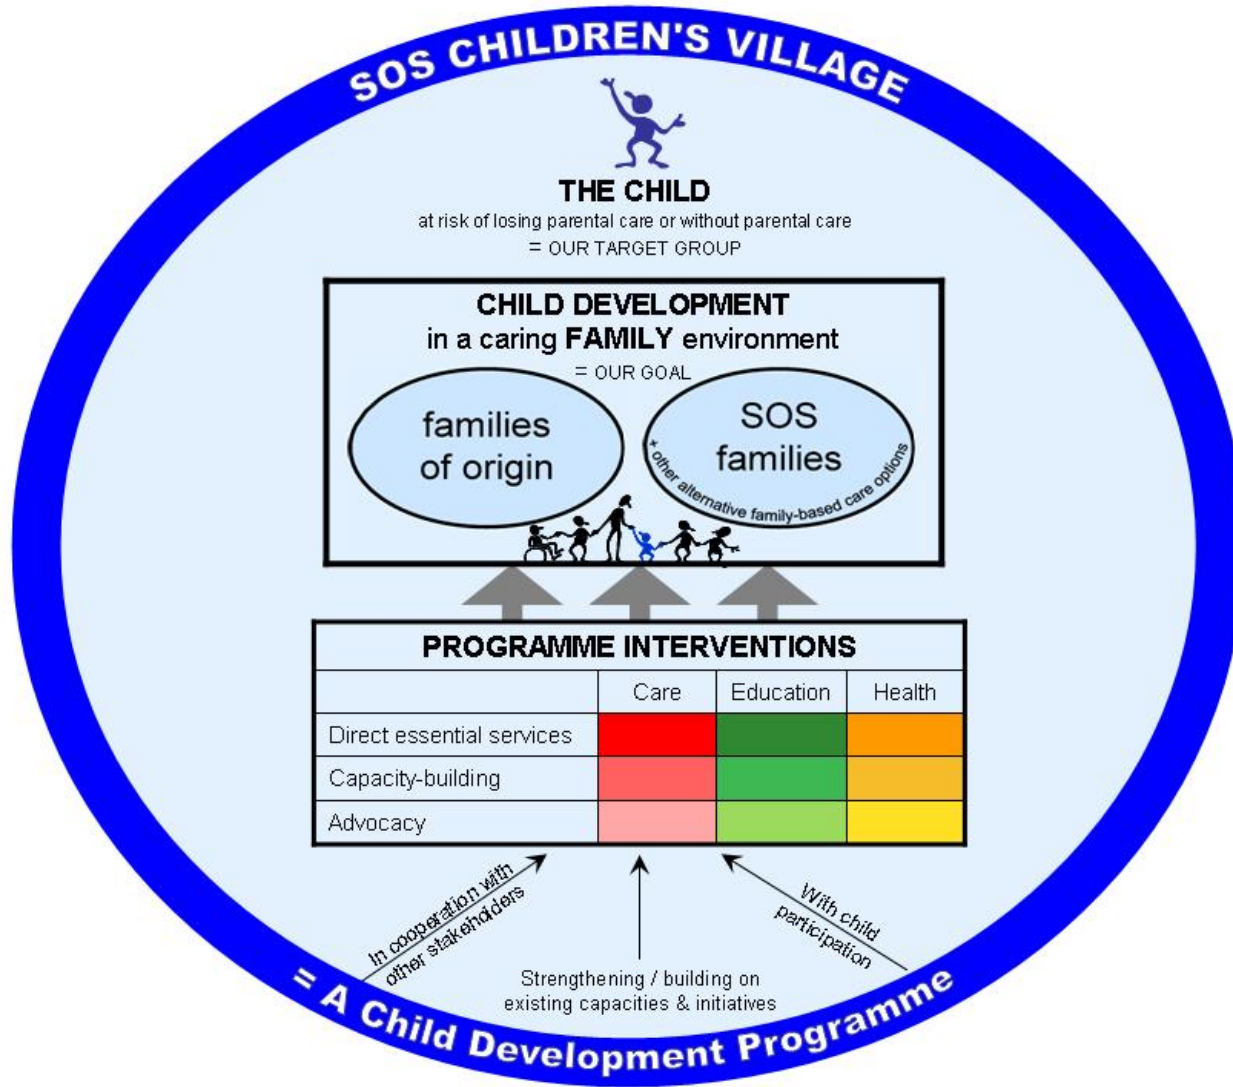 SOS CHILDREN'S VILLAGE
THE CHILD
at risk of losing parental care or without parental care
= OUR TARGET GROUP
CHILD DEVELOPMENT
in a caring FAMILY environment
= OUR GOAL
families
of origin
SOS
families
+ other alternative family-based care options
PROGRAMME INTERVENTIONS
Care Education Health
Direct essential services
Capacity-building
Advocacy
In cooperation with
other stakeholders
Strengthening / building on
existing capacities & initiatives
With child
participation
= A Child Development Programme